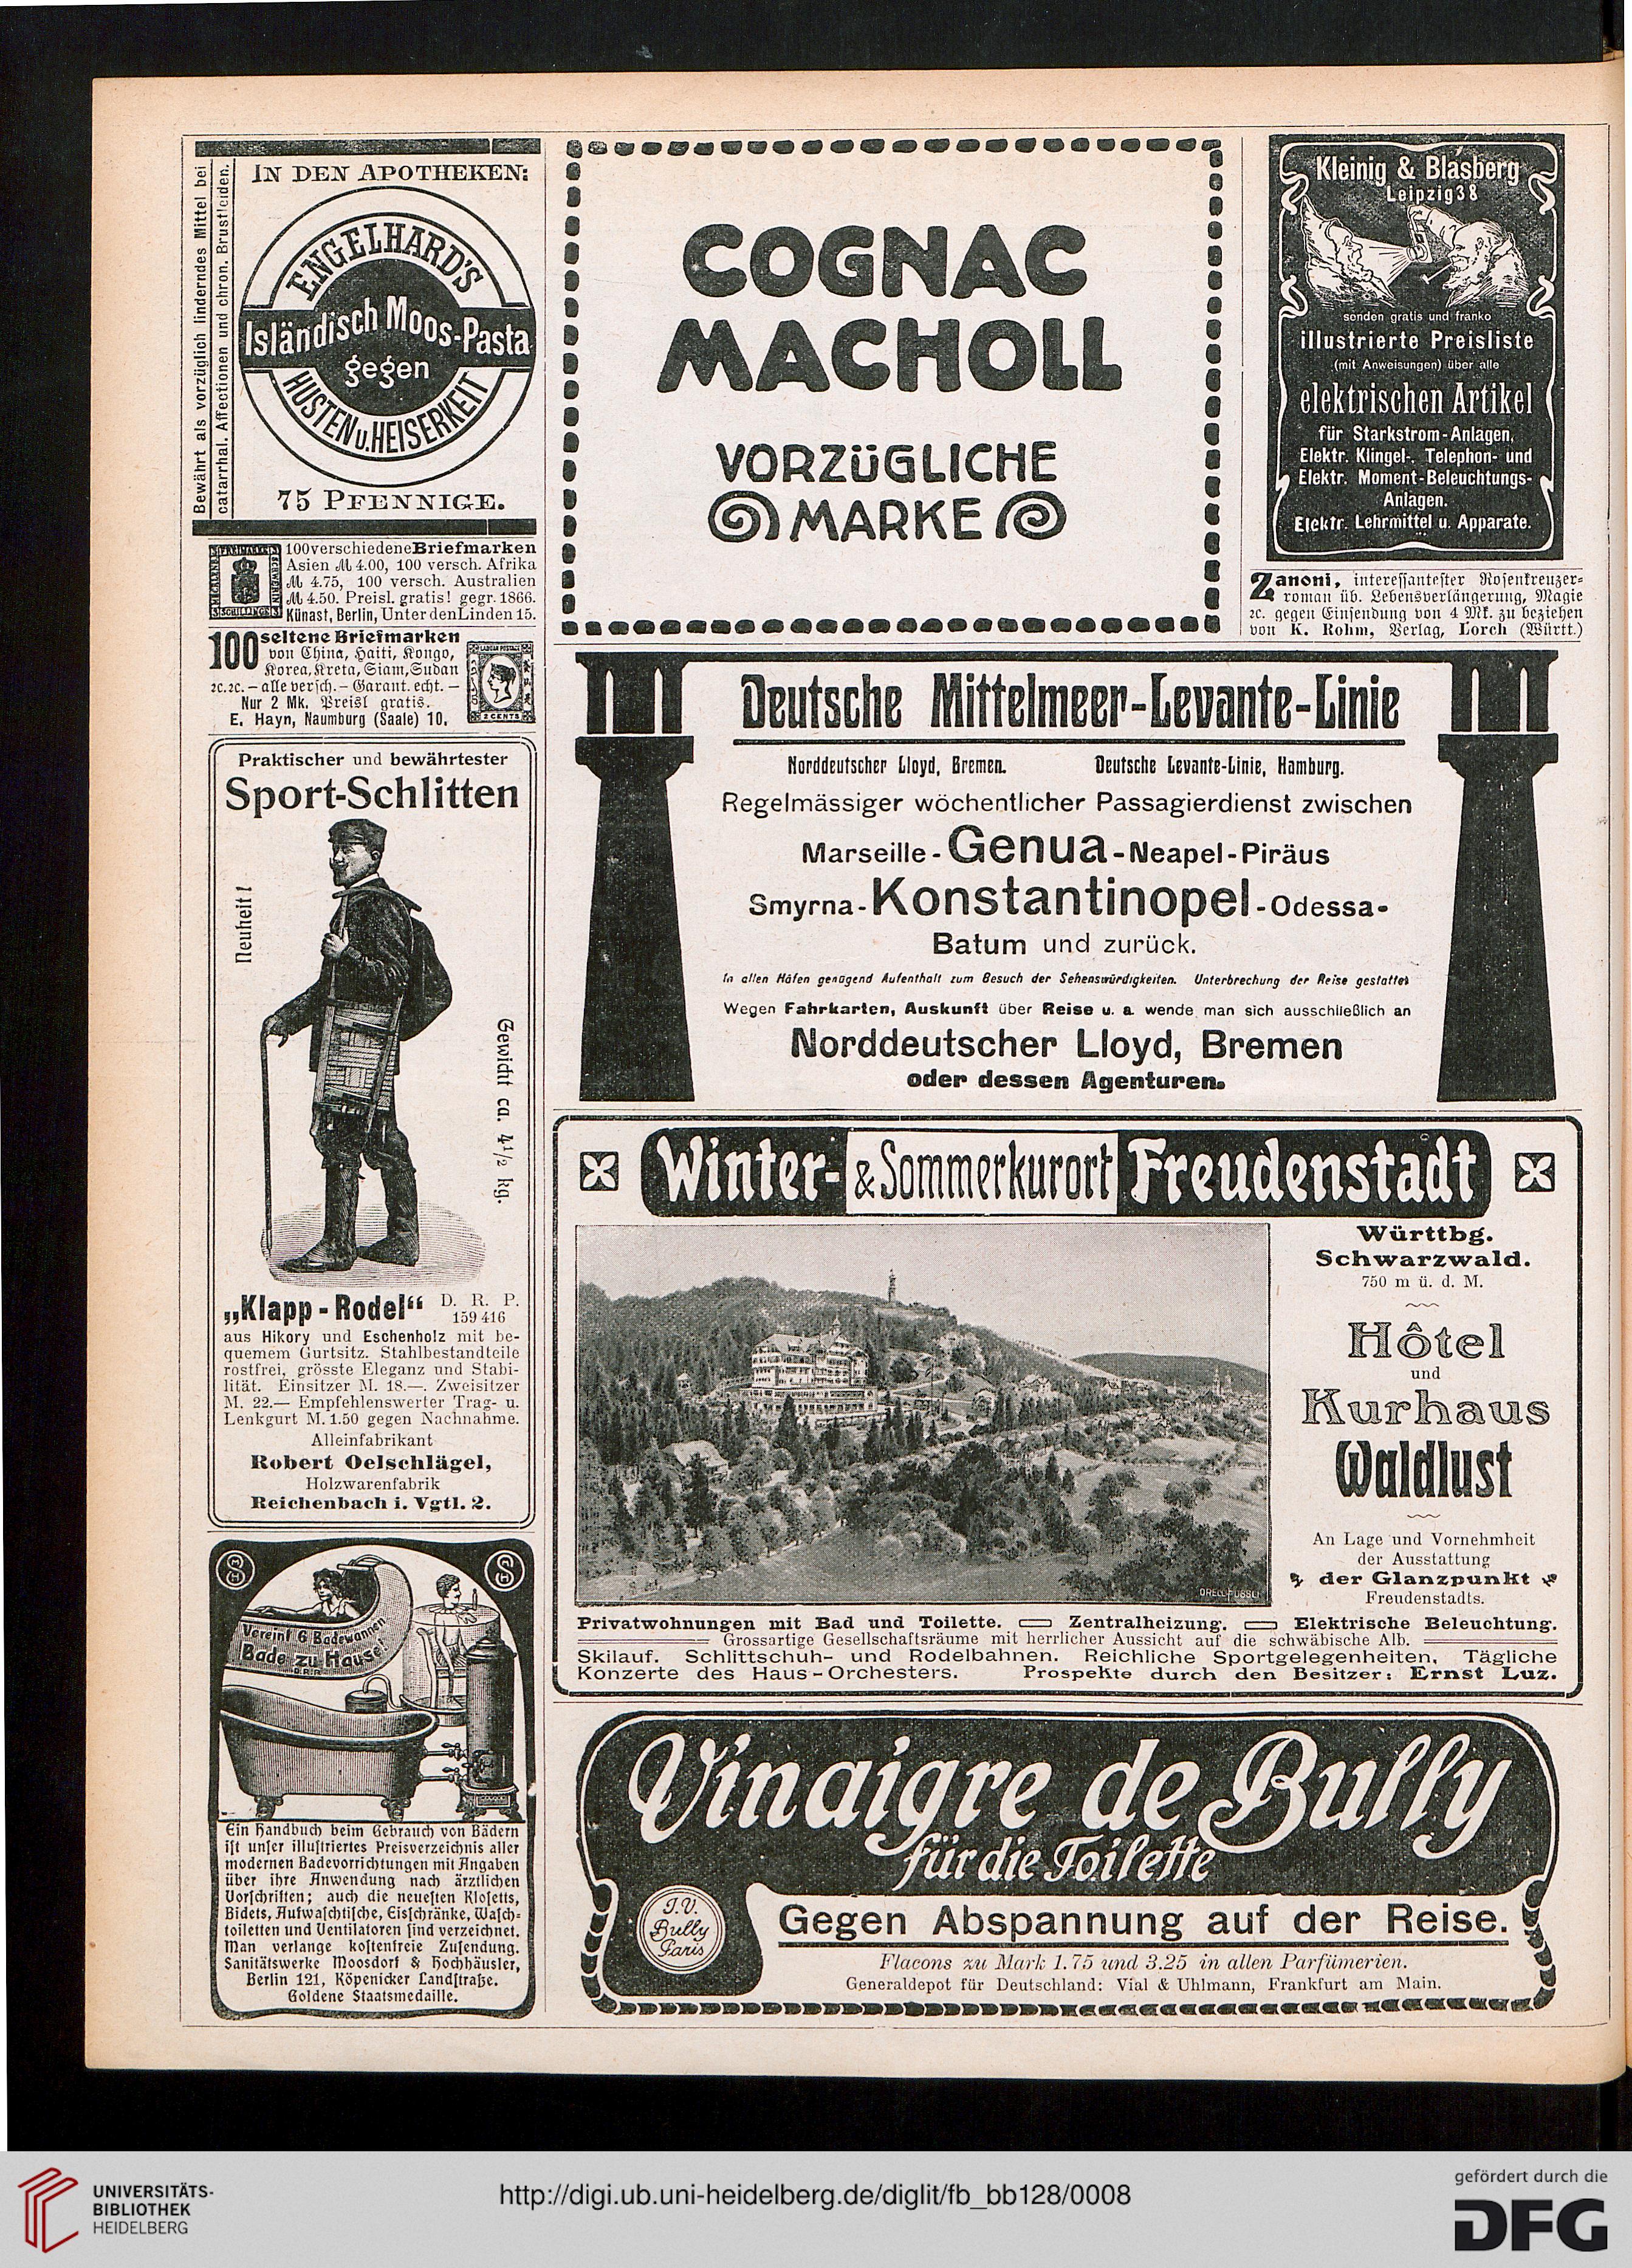 Bewährt als vorzüglich linderndes Mittel bei
catarrhal. Affectionen und chron. Brustleiden.
IN DEN APOTHEKEN:
ENGELHARD'S
Isländisch Moos-Pasta
gegen
HUSTEN u. HEISERKEIT
75 PFENNIGE.
100 verschiedene Briefmarken
Asien M 4.00, 100 versch. Afrika
M 4.75, 100 versch. Australien
M 4.50. Preisl. gratis! gegr. 1866.
Künast, Berlin, Unter den Linden 15.
100 seltene Briefmarken
von China, Haiti, Kongo,
Korea, Kreta, Siam, Sudan
ꝛc. ꝛc. – alle versch. – Garant. echt. –
Nur 2 Mk. Preisl gratis.
E. Hayn, Naumburg (Saale) 10.
2 CENTS
Praktischer und bewährtester
Sport-Schlitten
Neuheit!
Gewicht ca. 4½ kg.
„Klapp-Rodel“ D. R. P.
159 416
aus Hikory und Eschenholz mit be-
quemem Gurtsitz. Stahlbestandteile
rostfrei, grösste Eleganz und Stabi-
lität. Einsitzer M. 18.—. Zweisitzer
M. 22.— Empfehlenswerter Trag- u.
Lenkgurt M. 1.50 gegen Nachnahme.
Alleinfabrikant
Robert Oelschlägel,
Holzwarenfabrik
Reichenbach i. Vgtl. 2.
Vereint 6 Badewannen
Bade zu Hause!
D.R.P.
Ein Handbuch beim Gebrauch von Bädern
ist unser illustriertes Preisverzeichnis aller
modernen Badevorrichtungen mit Angaben
über ihre Anwendung nach ärztlichen
Vorschriften; auch die neuesten Klosetts,
Bidets, Aufwaschtische, Eisschränke, Wasch-
toiletten und Ventilatoren sind verzeichnet.
Man verlange kostenfreie Zusendung.
Sanitätswerke Moosdorf & Hochhäusler,
Berlin 121, Köpenicker Landstraße.
Goldene Staatsmedaille.
COGNAC
MACHOLL
VORZÜGLICHE
MARKE
Kleinig & Blasberg
Leipzig 38
senden gratis und franko
illustrierte Preisliste
(mit Anweisungen) über alle
elektrischen Artikel
für Starkstrom-Anlagen,
Elektr. Klingel-, Telephon- und
Elektr. Moment-Beleuchtungs-
Anlagen.
Elektr. Lehrmittel u. Apparate.
Zanoni, interessantester Rosenkreuzer-
roman üb. Lebensverlängerung, Magie
ꝛc. gegen Einsendung von 4 Mk. zu beziehen
von K. Rohm, Verlag, Lorch (Württ.)
Deutsche Mittelmeer-Levante-Linie
Norddeutscher Lloyd, Bremen. Deutsche Levante-Linie, Hamburg.
Regelmässiger wöchentlicher Passagierdienst zwischen
Marseille-Genua-Neapel-Piräus
Smyrna-Konstantinopel-Odessa-
Batum und zurück.
In allen Häfen genügend Aufenthalt zum Besuch der Sehenswürdigkeiten. Unterbrechung der Reise gestattet
Wegen Fahrkarten, Auskunft über Reise u. a. wende man sich ausschließlich an
Norddeutscher Lloyd, Bremen
oder dessen Agenturen.
Winter- & Sommerkurort Freudenstadt
Württbg.
Schwarzwald.
750 m ü. d. M.
Hôtel
und
Kurhaus
Waldlust
An Lage und Vornehmheit
der Ausstattung
der Glanzpunkt
Freudenstadts.
ORELL FÜSSLI
Privatwohnungen mit Bad und Toilette. Zentralheizung. Elektrische Beleuchtung.
Grossartige Gesellschaftsräume mit herrlicher Aussicht auf die schwäbische Alb.
Skilauf. Schlittschuh- und Rodelbahnen. Reichliche Sportgelegenheiten, Tägliche
Konzerte des Haus-Orchesters. Prospekte durch den Besitzer: Ernst Luz.
Vinaigre de Bully
für die Toilette
J.V.
Bully
Paris
Gegen Abspannung auf der Reise.
Flacons zu Mark 1.75 und 3.25 in allen Parfümerien.
Generaldepot für Deutschland: Vial & Uhlmann, Frankfurt am Main.
UNIVERSITÄTS-
BIBLIOTHEK
HEIDELBERG
http://digi.ub.uni-heidelberg.de/diglit/fb_bb128/0008
gefördert durch die
DFG